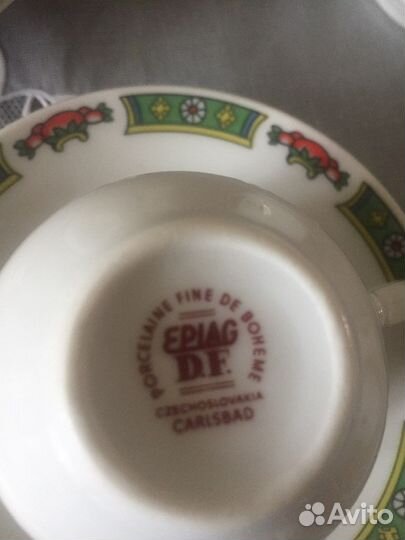 PORCELAINE FINE DE BOHEME
EPIAG
D.F.
CZECHOSLOVAKIA
CARLSBAD
Avito